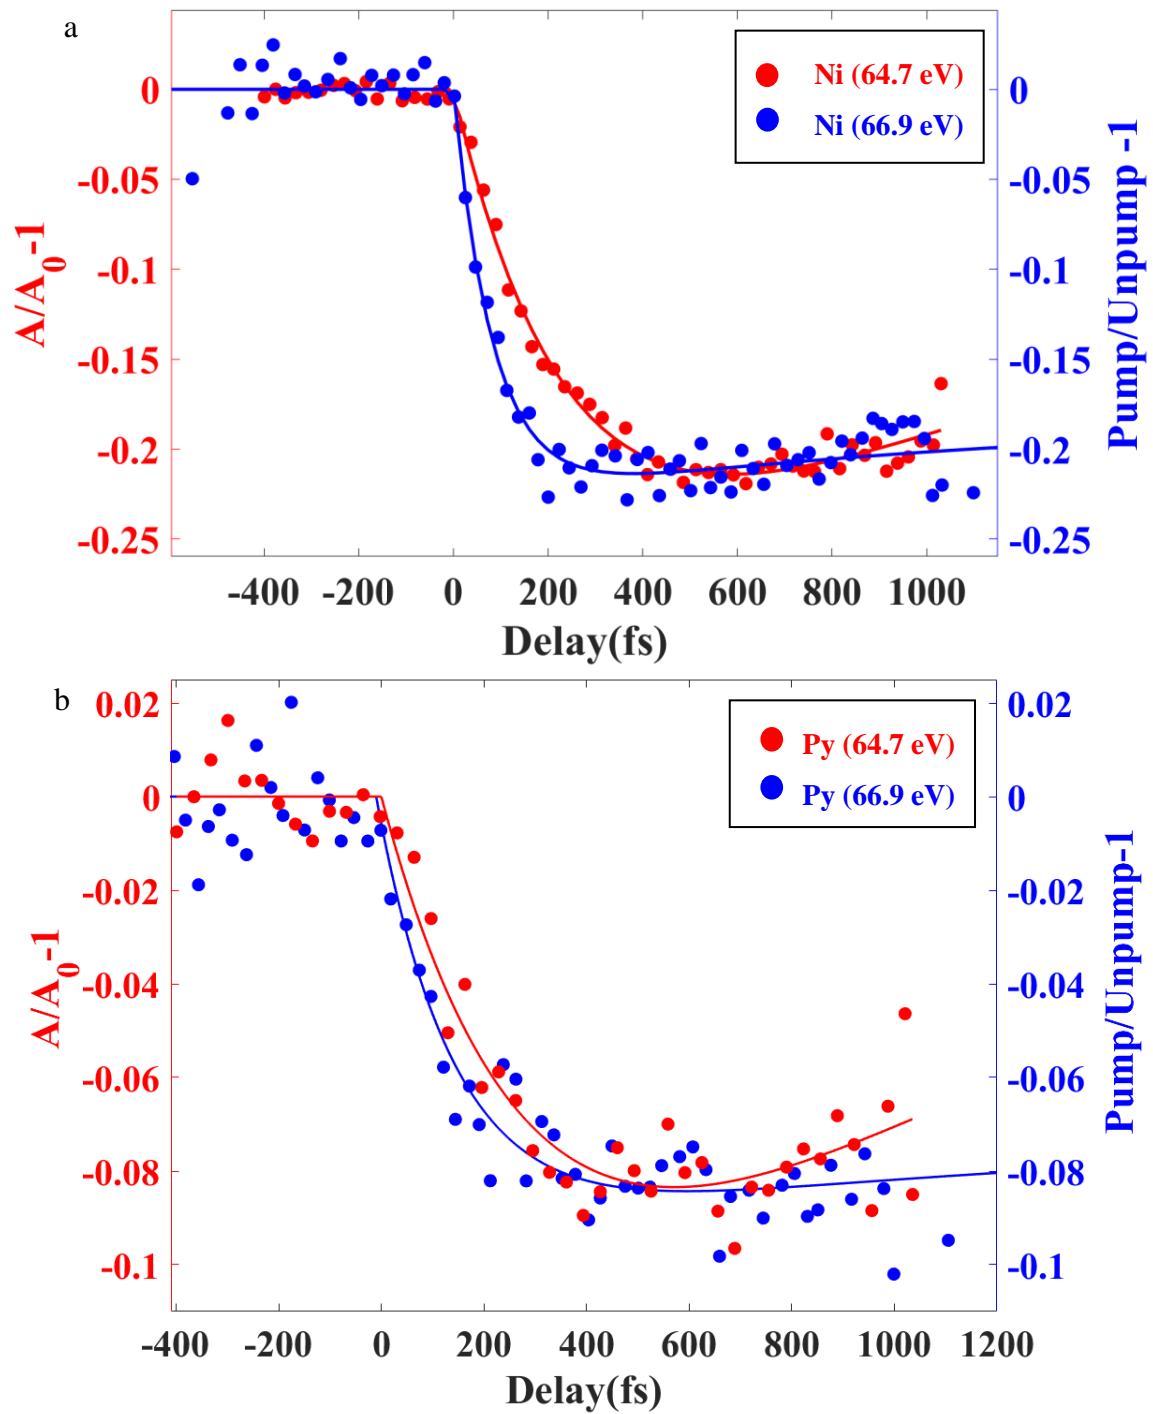 a
0
-0.05
-0.1
-0.15
-0.2
-0.25
A/A0-1
Ni (64.7 eV)
Ni (66.9 eV)
0
-0.05
-0.1
-0.15
-0.2
-0.25
Pump/Unpump -1
-400 -200 0 200 400 600 800 1000
Delay(fs)
b
0.02
0
-0.02
-0.04
-0.06
-0.08
-0.1
A/A0-1
Py (64.7 eV)
Py (66.9 eV)
0.02
0
-0.02
-0.04
-0.06
-0.08
-0.1
Pump/Unpump-1
-400 -200 0 200 400 600 800 1000 1200
Delay(fs)